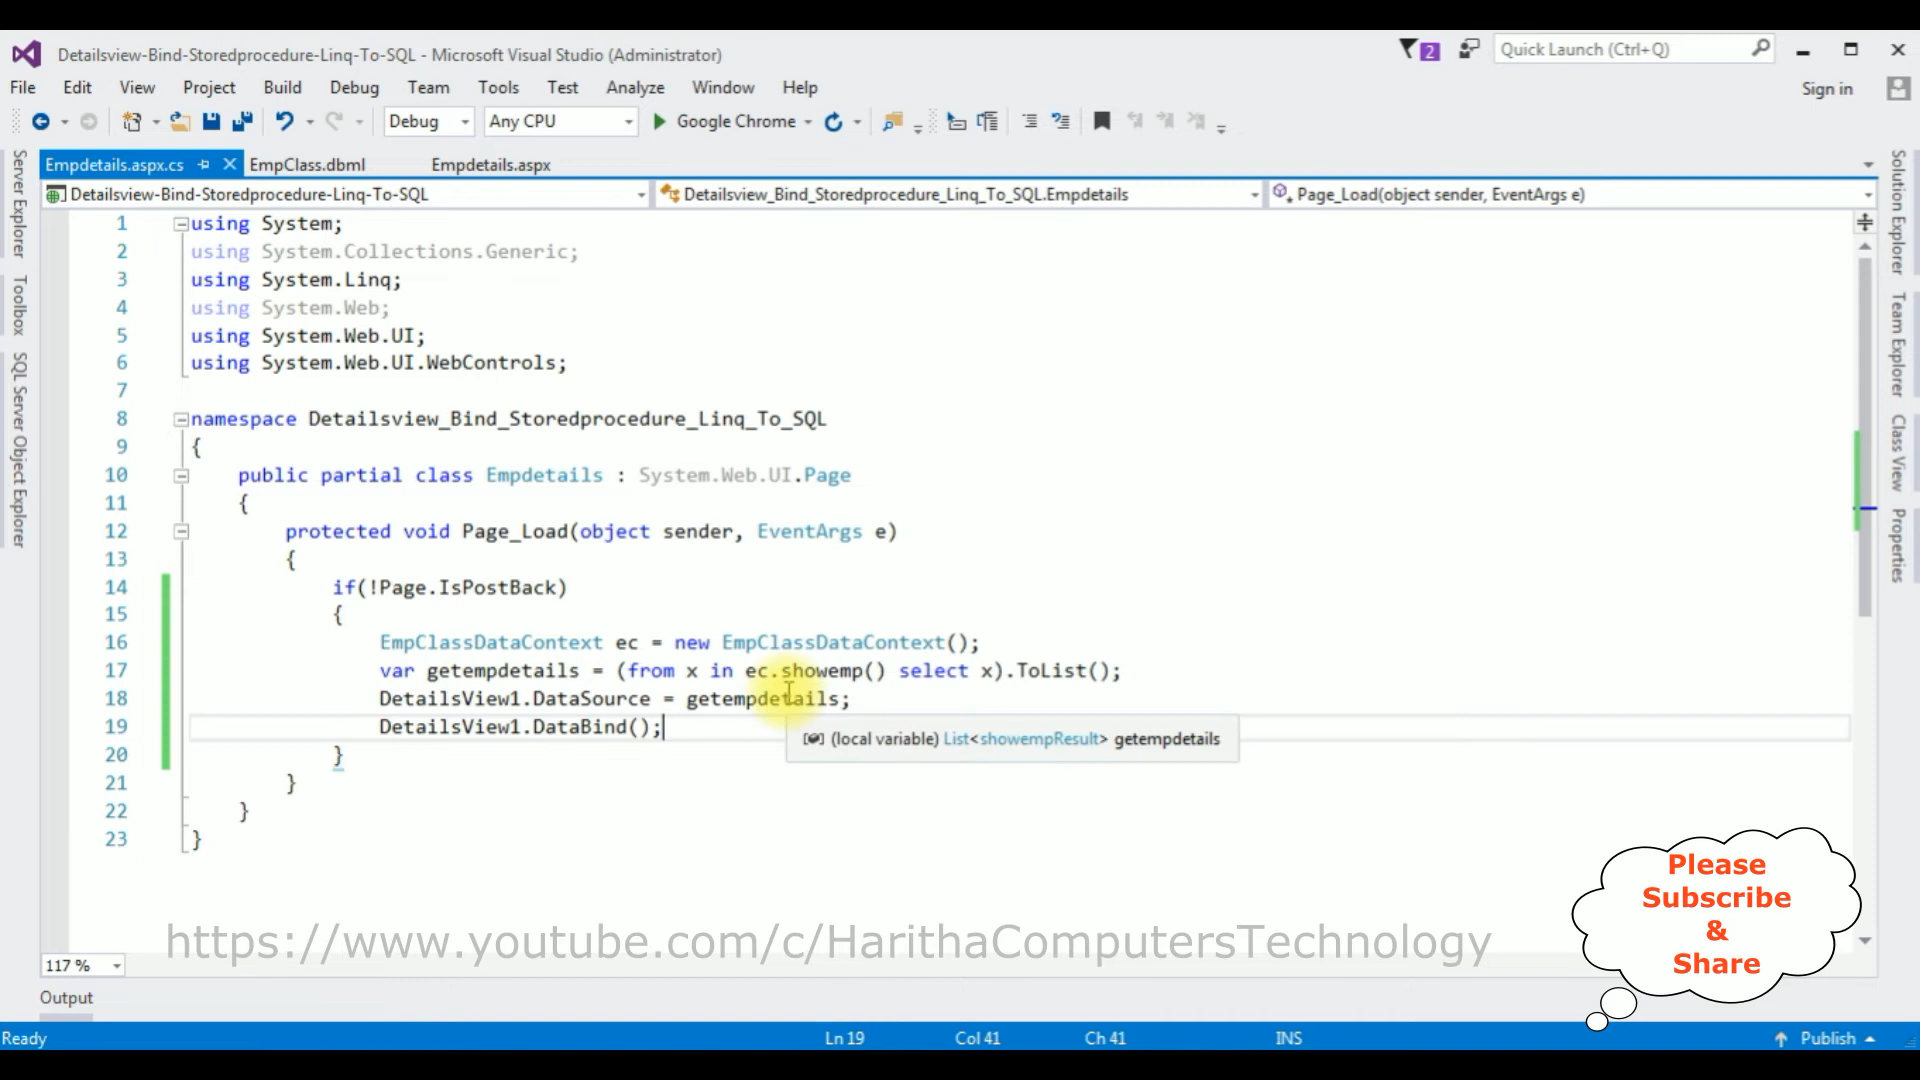 Detailsview-Bind-Storedprocedure-Linq-To-SQL - Microsoft Visual Studio (Administrator)
2
Quick Launch (Ctrl+Q)
File Edit View Project Build Debug Team Tools Test Analyze Window Help
Sign in
Debug Any CPU Google Chrome
Empdetails.aspx.cs EmpClass.dbml Empdetails.aspx
Detailsview-Bind-Storedprocedure-Linq-To-SQL Detailsview_Bind_Storedprocedure_Linq_To_SQL.Empdetails Page_Load(object sender, EventArgs e)
Server Explorer
Toolbox
SQL Server Object Explorer
1 using System;
2 using System.Collections.Generic;
3 using System.Linq;
4 using System.Web;
5 using System.Web.UI;
6 using System.Web.UI.WebControls;
7
8 namespace Detailsview_Bind_Storedprocedure_Linq_To_SQL
9 {
10 public partial class Empdetails : System.Web.UI.Page
11 {
12 protected void Page_Load(object sender, EventArgs e)
13 {
14 if(!Page.IsPostBack)
15 {
16 EmpClassDataContext ec = new EmpClassDataContext();
17 var getempdetails = (from x in ec.showemp() select x).ToList();
18 DetailsView1.DataSource = getempdetails;
19 DetailsView1.DataBind();
(local variable) List<showempResult> getempdetails
20 }
21 }
22 }
23 }
Solution Explorer
Team Explorer
Class View
Properties
Please
Subscribe
&
Share
https://www.youtube.com/c/HarithaComputersTechnology
117 %
Output
Ready Ln 19 Col 41 Ch 41 INS Publish